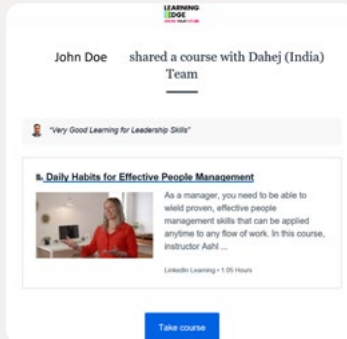 LEARNING
EDGE
John Doe shared a course with Dahej (India)
Team
"Very Good Learning for Leadership Skills"
Daily Habits for Effective People Management
As a manager, you need to be able to
wield proven, effective people
management skills that can be applied
anytime to any flow of work. In this course,
instructor Ashl ...
LinkedIn Learning • 1.05 Hours
Take course